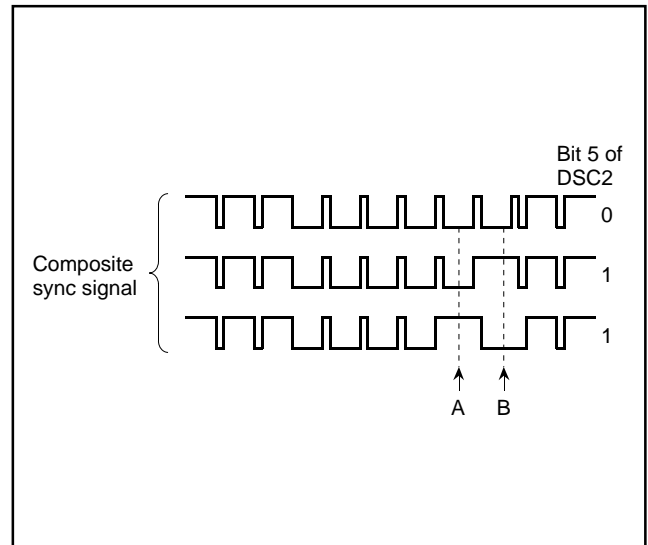 Bit 5 of
DSC2
0
Composite
sync signal
1
1
A B